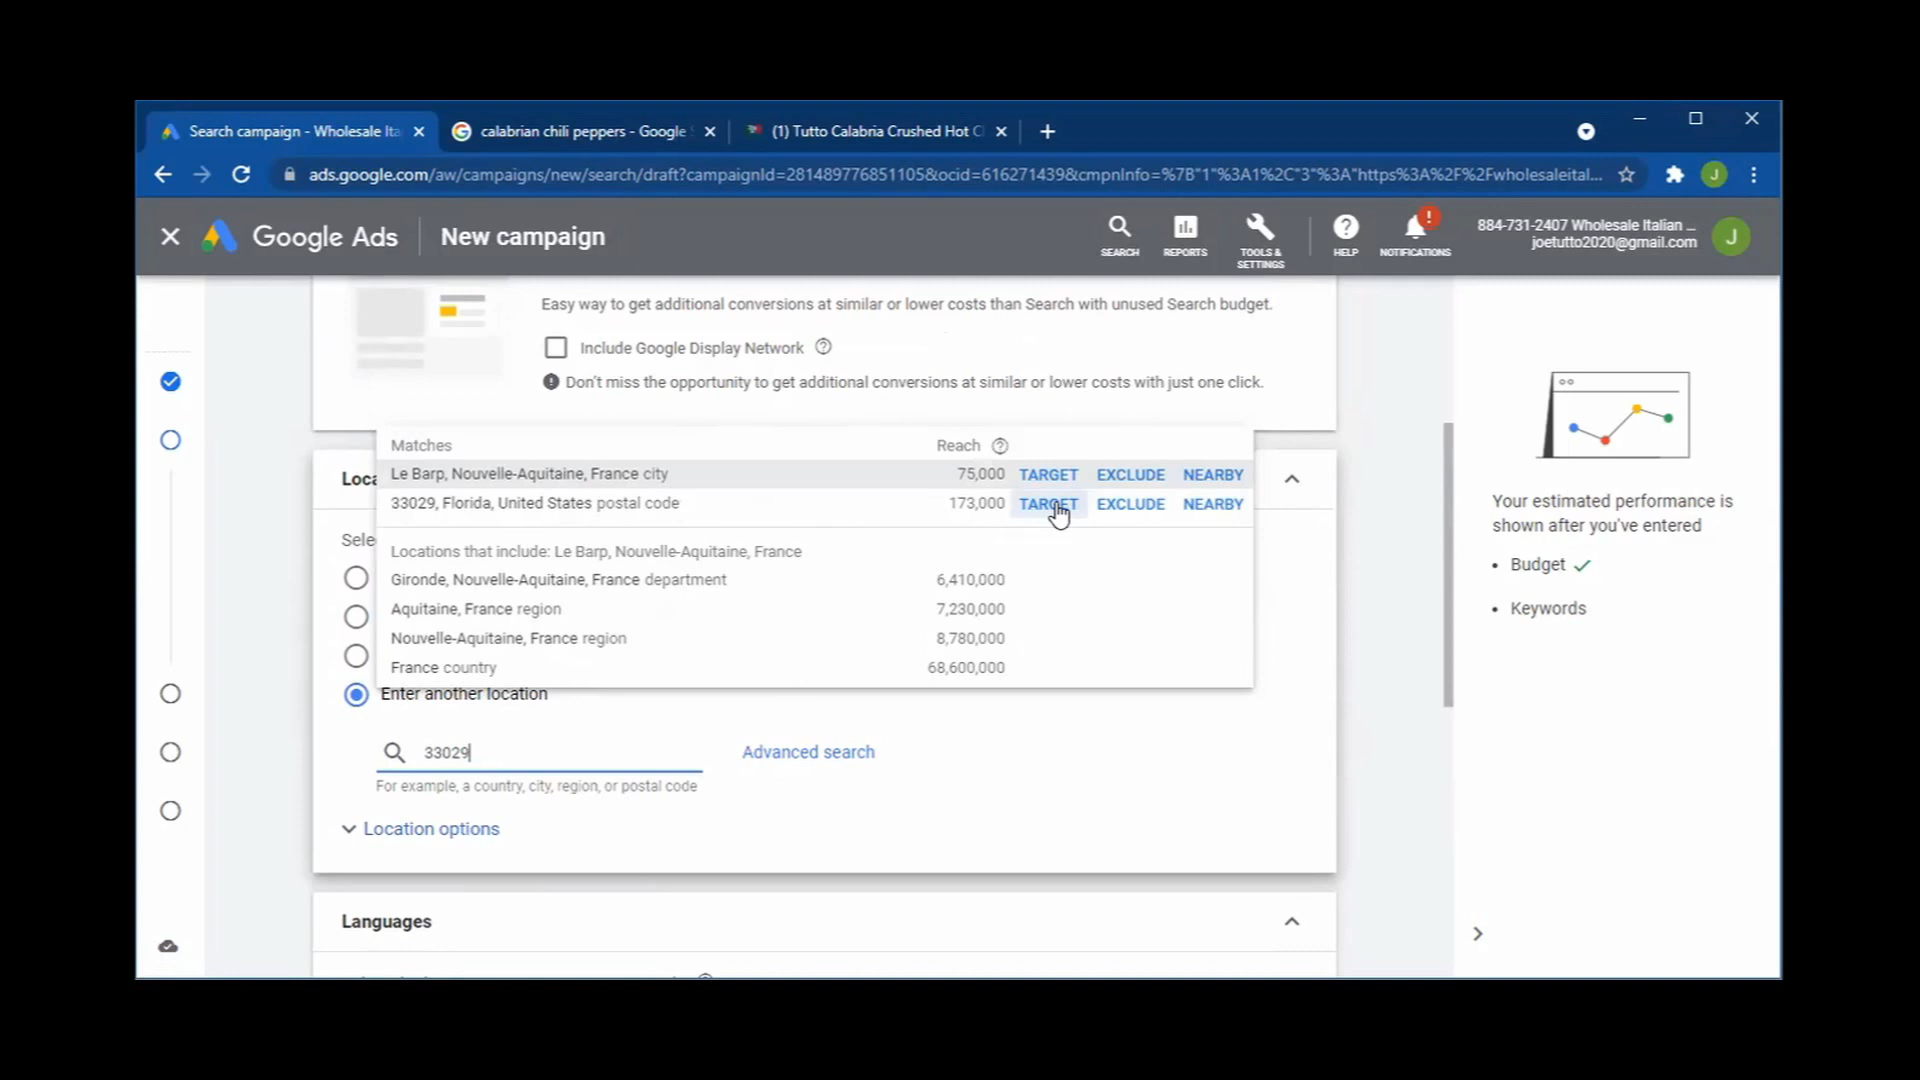 Search campaign - Wholesale Ita
calabrian chili peppers - Google
(1) Tutto Calabria Crushed Hot C
ads.google.com/aw/campaigns/new/search/draft?campaignId=281489776851105&ocid=616271439&cmpnInfo=%7B"1"%3A1%2C"3"%3A"https%3A%2F%2Fwholesaleital...
J
Google Ads
New campaign
SEARCH
REPORTS
TOOLS & SETTINGS
HELP
NOTIFICATIONS
884-731-2407 Wholesale Italian ...
joetutto2020@gmail.com
J
Easy way to get additional conversions at similar or lower costs than Search with unused Search budget.
Include Google Display Network
Don't miss the opportunity to get additional conversions at similar or lower costs with just one click.
Matches Reach
Loca
Le Barp, Nouvelle-Aquitaine, France city 75,000 TARGET EXCLUDE NEARBY
33029, Florida, United States postal code 173,000 TARGET EXCLUDE NEARBY
Sele
Locations that include: Le Barp, Nouvelle-Aquitaine, France
Gironde, Nouvelle-Aquitaine, France department 6,410,000
Aquitaine, France region 7,230,000
Nouvelle-Aquitaine, France region 8,780,000
France country 68,600,000
Enter another location
33029
Advanced search
For example, a country, city, region, or postal code
Location options
Languages
Your estimated performance is
shown after you've entered
• Budget
• Keywords